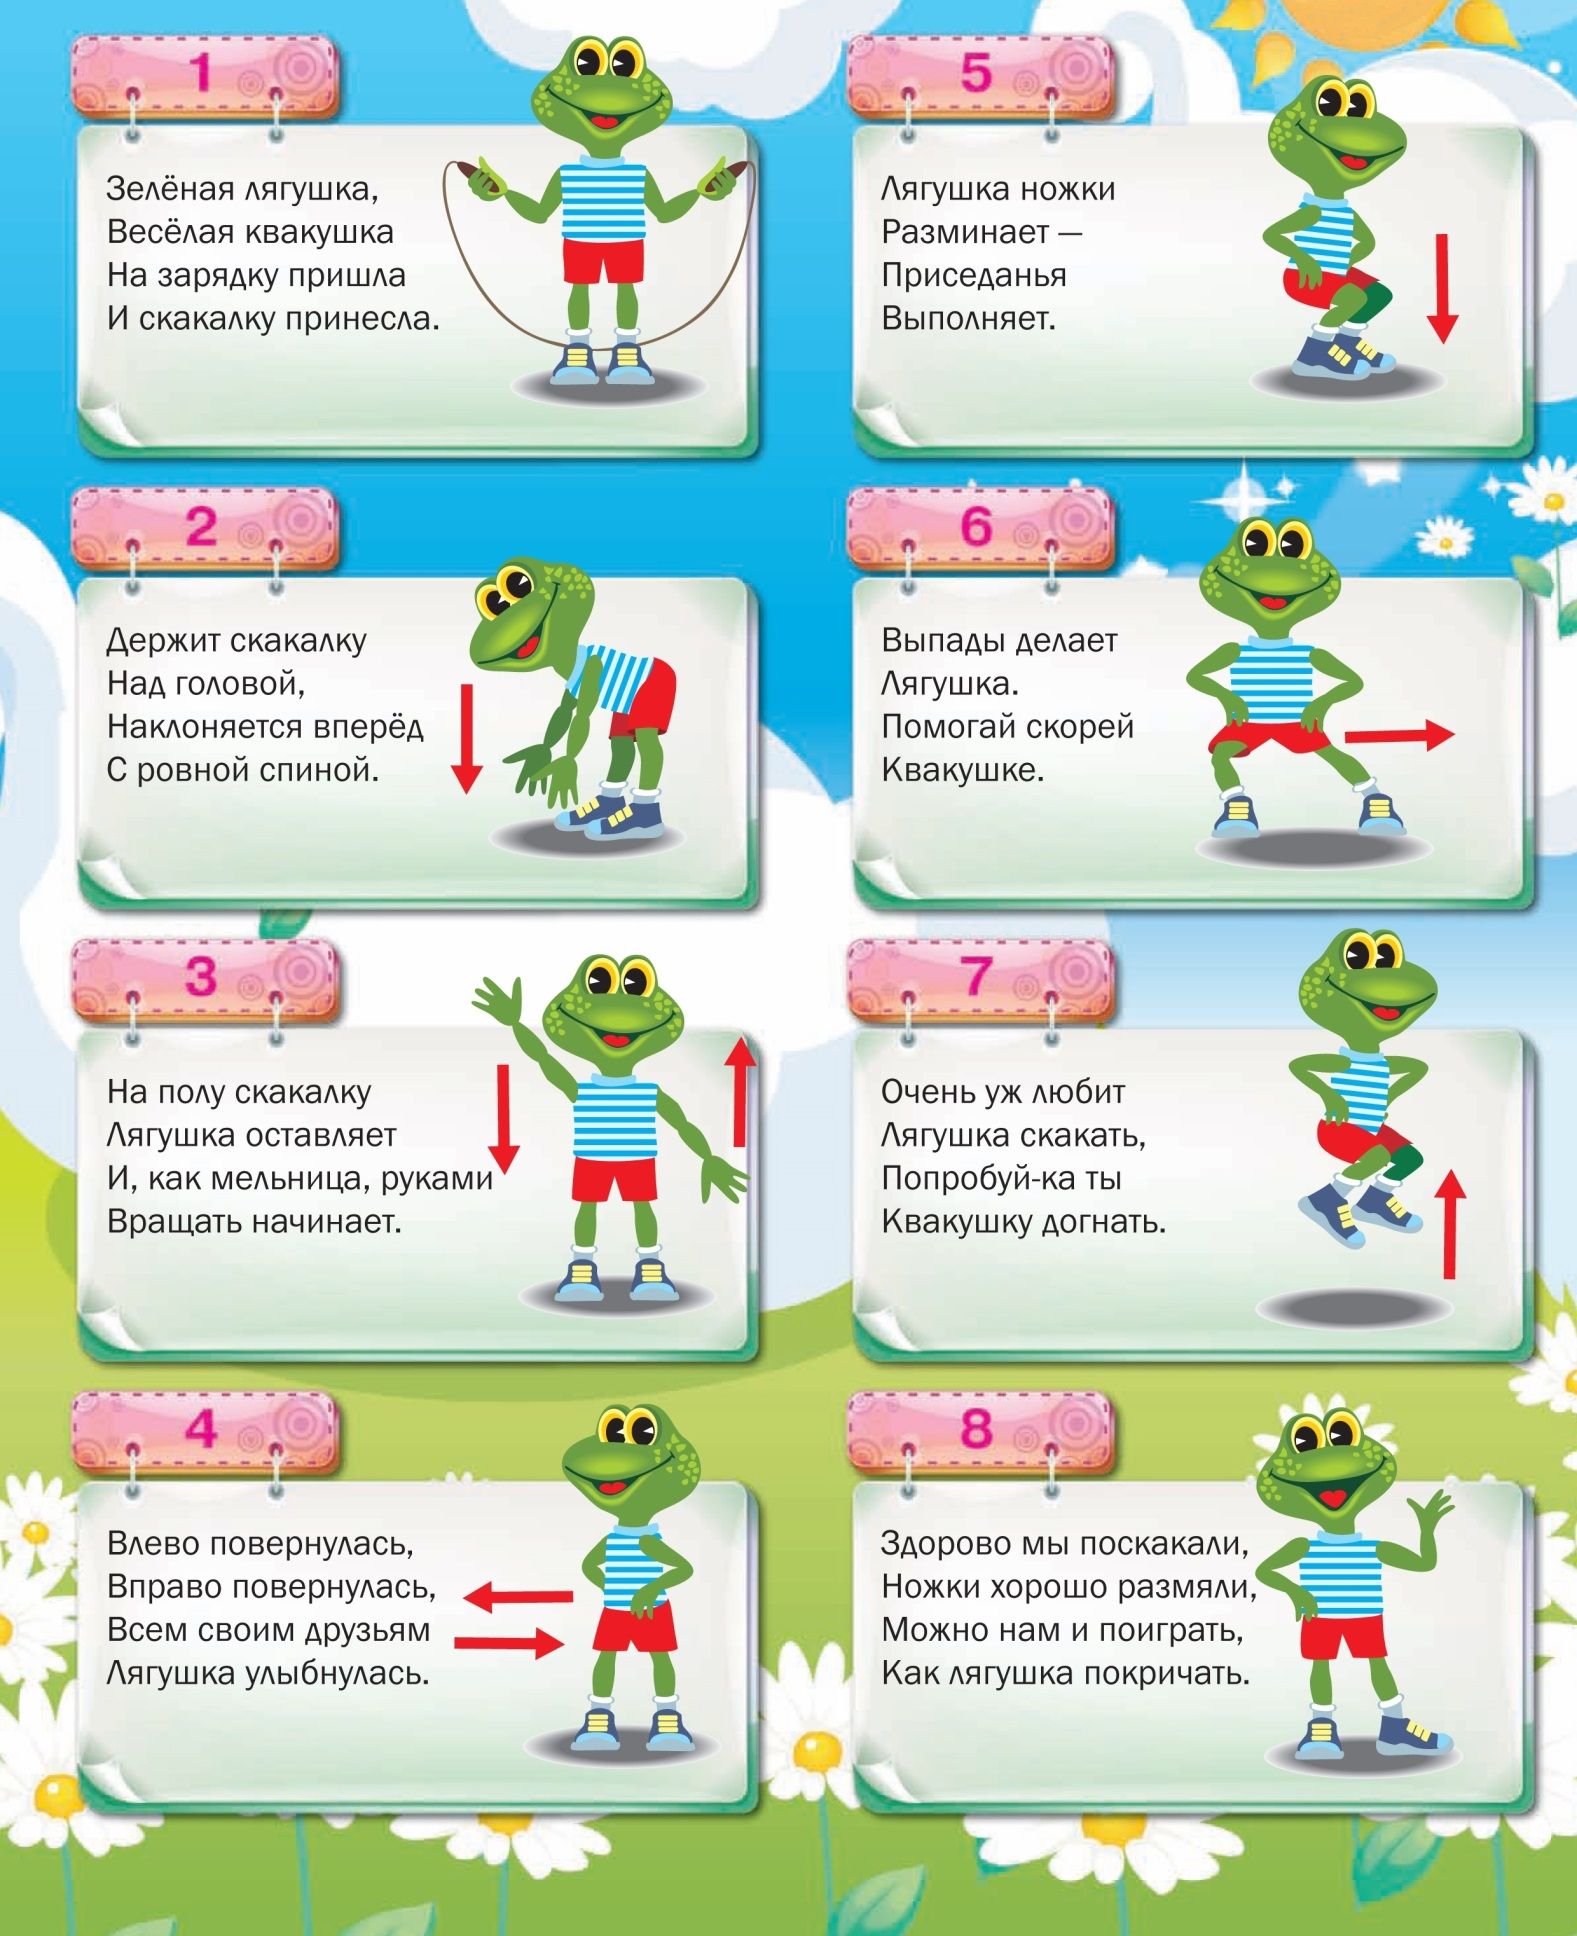 1
Зелёная лягушка,
Весёлая квакушка
На зарядку пришла
И скакалку принесла.
2
Держит скакалку
Над головой,
Наклоняется вперёд
С ровной спиной.
3
На полу скакалку
Лягушка оставляет
И, как мельница, руками
Вращать начинает.
4
Влево повернулась,
Вправо повернулась,
Всем своим друзьям
Лягушка улыбнулась.
5
Лягушка ножки
Разминает —
Приседанья
Выполняет.
6
Выпады делает
Лягушка.
Помогай скорей
Квакушке.
7
Очень уж любит
Лягушка скакать,
Попробуй-ка ты
Квакушку догнать.
8
Здорово мы поскакали,
Ножки хорошо размяли,
Можно нам и поиграть,
Как лягушка покричать.